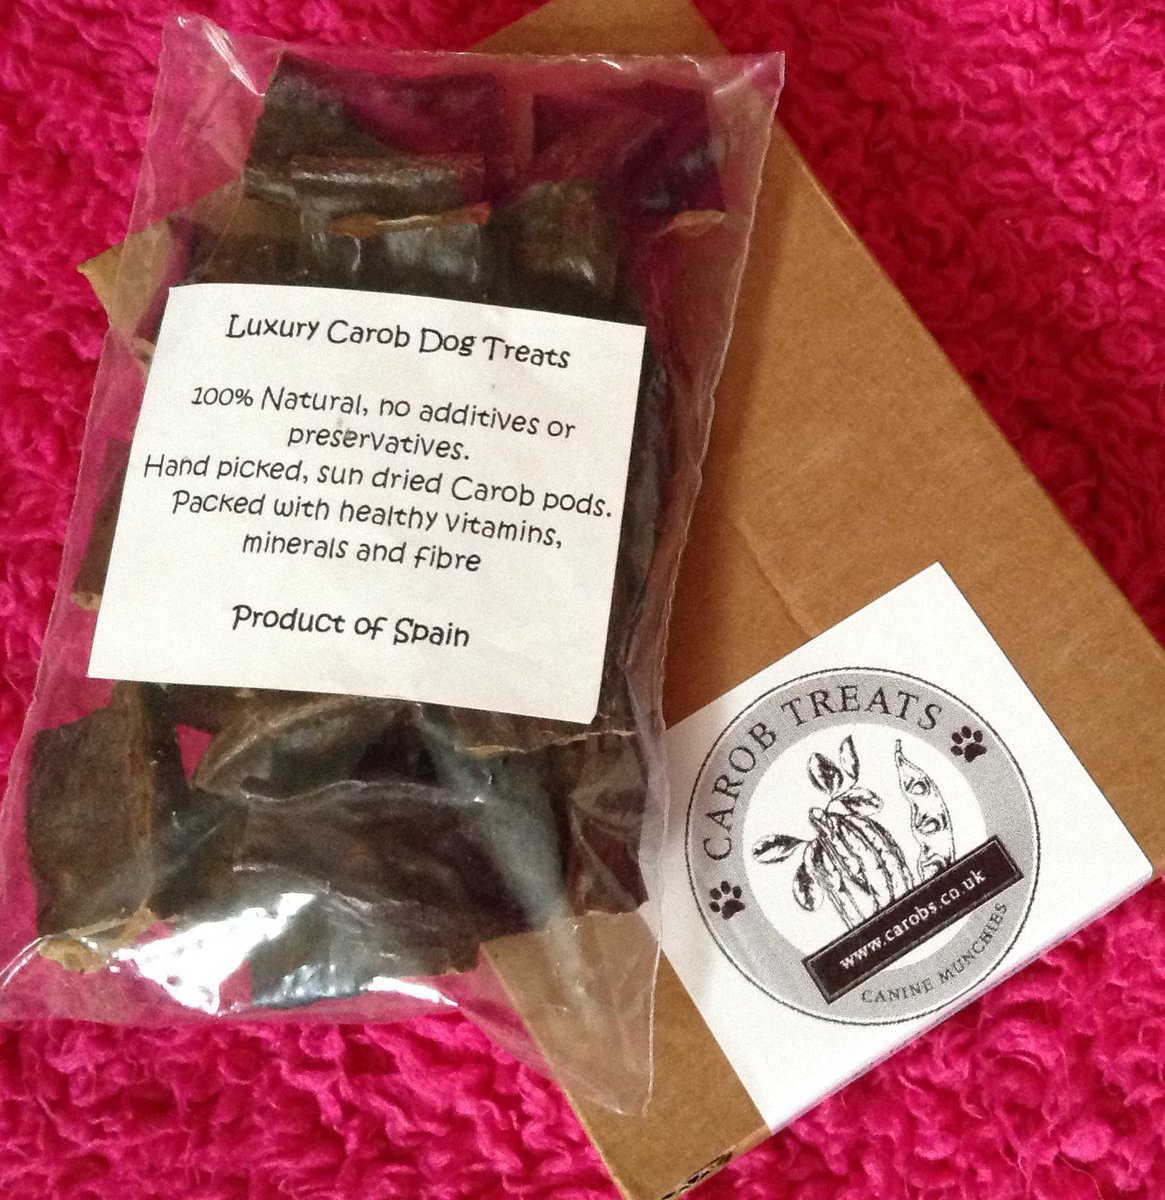 Luxury Carob Dog Treats
100% Natural, no additives or
preservatives.
Hand picked, sun dried Carob pods.
Packed with healthy vitamins,
minerals and fibre
Product of Spain
CAROB TREATS
www.carobs.co.uk
CANINE MUNCHIES